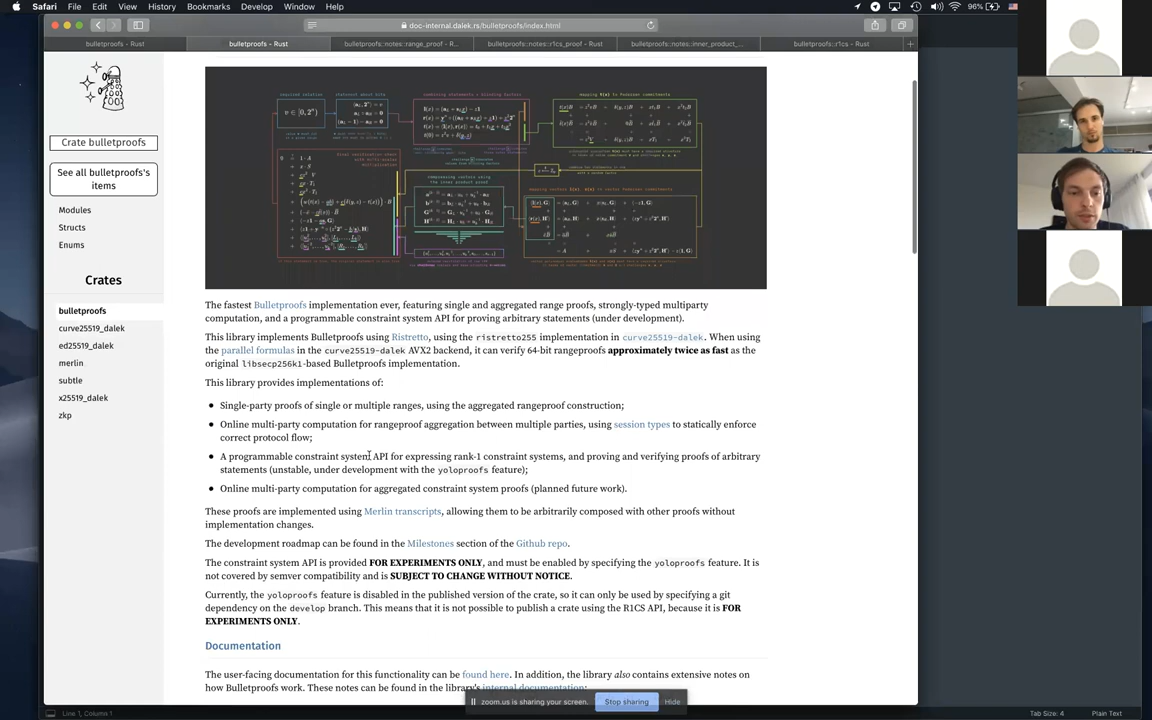 Safari File Edit View History Bookmarks Develop Window Help 96%
doc-internal.dalek.rs/bulletproofs/index.html
bulletproofs - Rust bulletproofs - Rust bulletproofs::notes::range_proof - R... bulletproofs::notes::r1cs_proof - Rust bulletproofs::notes::inner_product_... bulletproofs::r1cs - Rust
Crate bulletproofs
See all bulletproofs's
items
Modules
Structs
Enums
Crates
bulletproofs
curve25519_dalek
ed25519_dalek
merlin
subtle
x25519_dalek
zkp
The fastest Bulletproofs implementation ever, featuring single and aggregated range proofs, strongly-typed multiparty
computation, and a programmable constraint system API for proving arbitrary statements (under development).
This library implements Bulletproofs using Ristretto, using the ristretto255 implementation in curve25519-dalek. When using
the parallel formulas in the curve25519-dalek AVX2 backend, it can verify 64-bit rangeproofs approximately twice as fast as the
original libsecp256k1-based Bulletproofs implementation.
This library provides implementations of:
• Single-party proofs of single or multiple ranges, using the aggregated rangeproof construction;
• Online multi-party computation for rangeproof aggregation between multiple parties, using session types to statically enforce
correct protocol flow;
• A programmable constraint system API for expressing rank-1 constraint systems, and proving and verifying proofs of arbitrary
statements (unstable, under development with the yoloproofs feature);
• Online multi-party computation for aggregated constraint system proofs (planned future work).
These proofs are implemented using Merlin transcripts, allowing them to be arbitrarily composed with other proofs without
implementation changes.
The development roadmap can be found in the Milestones section of the Github repo.
The constraint system API is provided FOR EXPERIMENTS ONLY, and must be enabled by specifying the yoloproofs feature. It is
not covered by semver compatibility and is SUBJECT TO CHANGE WITHOUT NOTICE.
Currently, the yoloproofs feature is disabled in the published version of the crate, so it can only be used by specifying a git
dependency on the develop branch. This means that it is not possible to publish a crate using the R1CS API, because it is FOR
EXPERIMENTS ONLY.
Documentation
The user-facing documentation for this functionality can be found here. In addition, the library also contains extensive notes on
how Bulletproofs work. These notes can be found in the library's internal documentation:
zoom.us is sharing your screen. Stop sharing Hide
Line 1, Column 1 Tab Size: 4 Plain Text